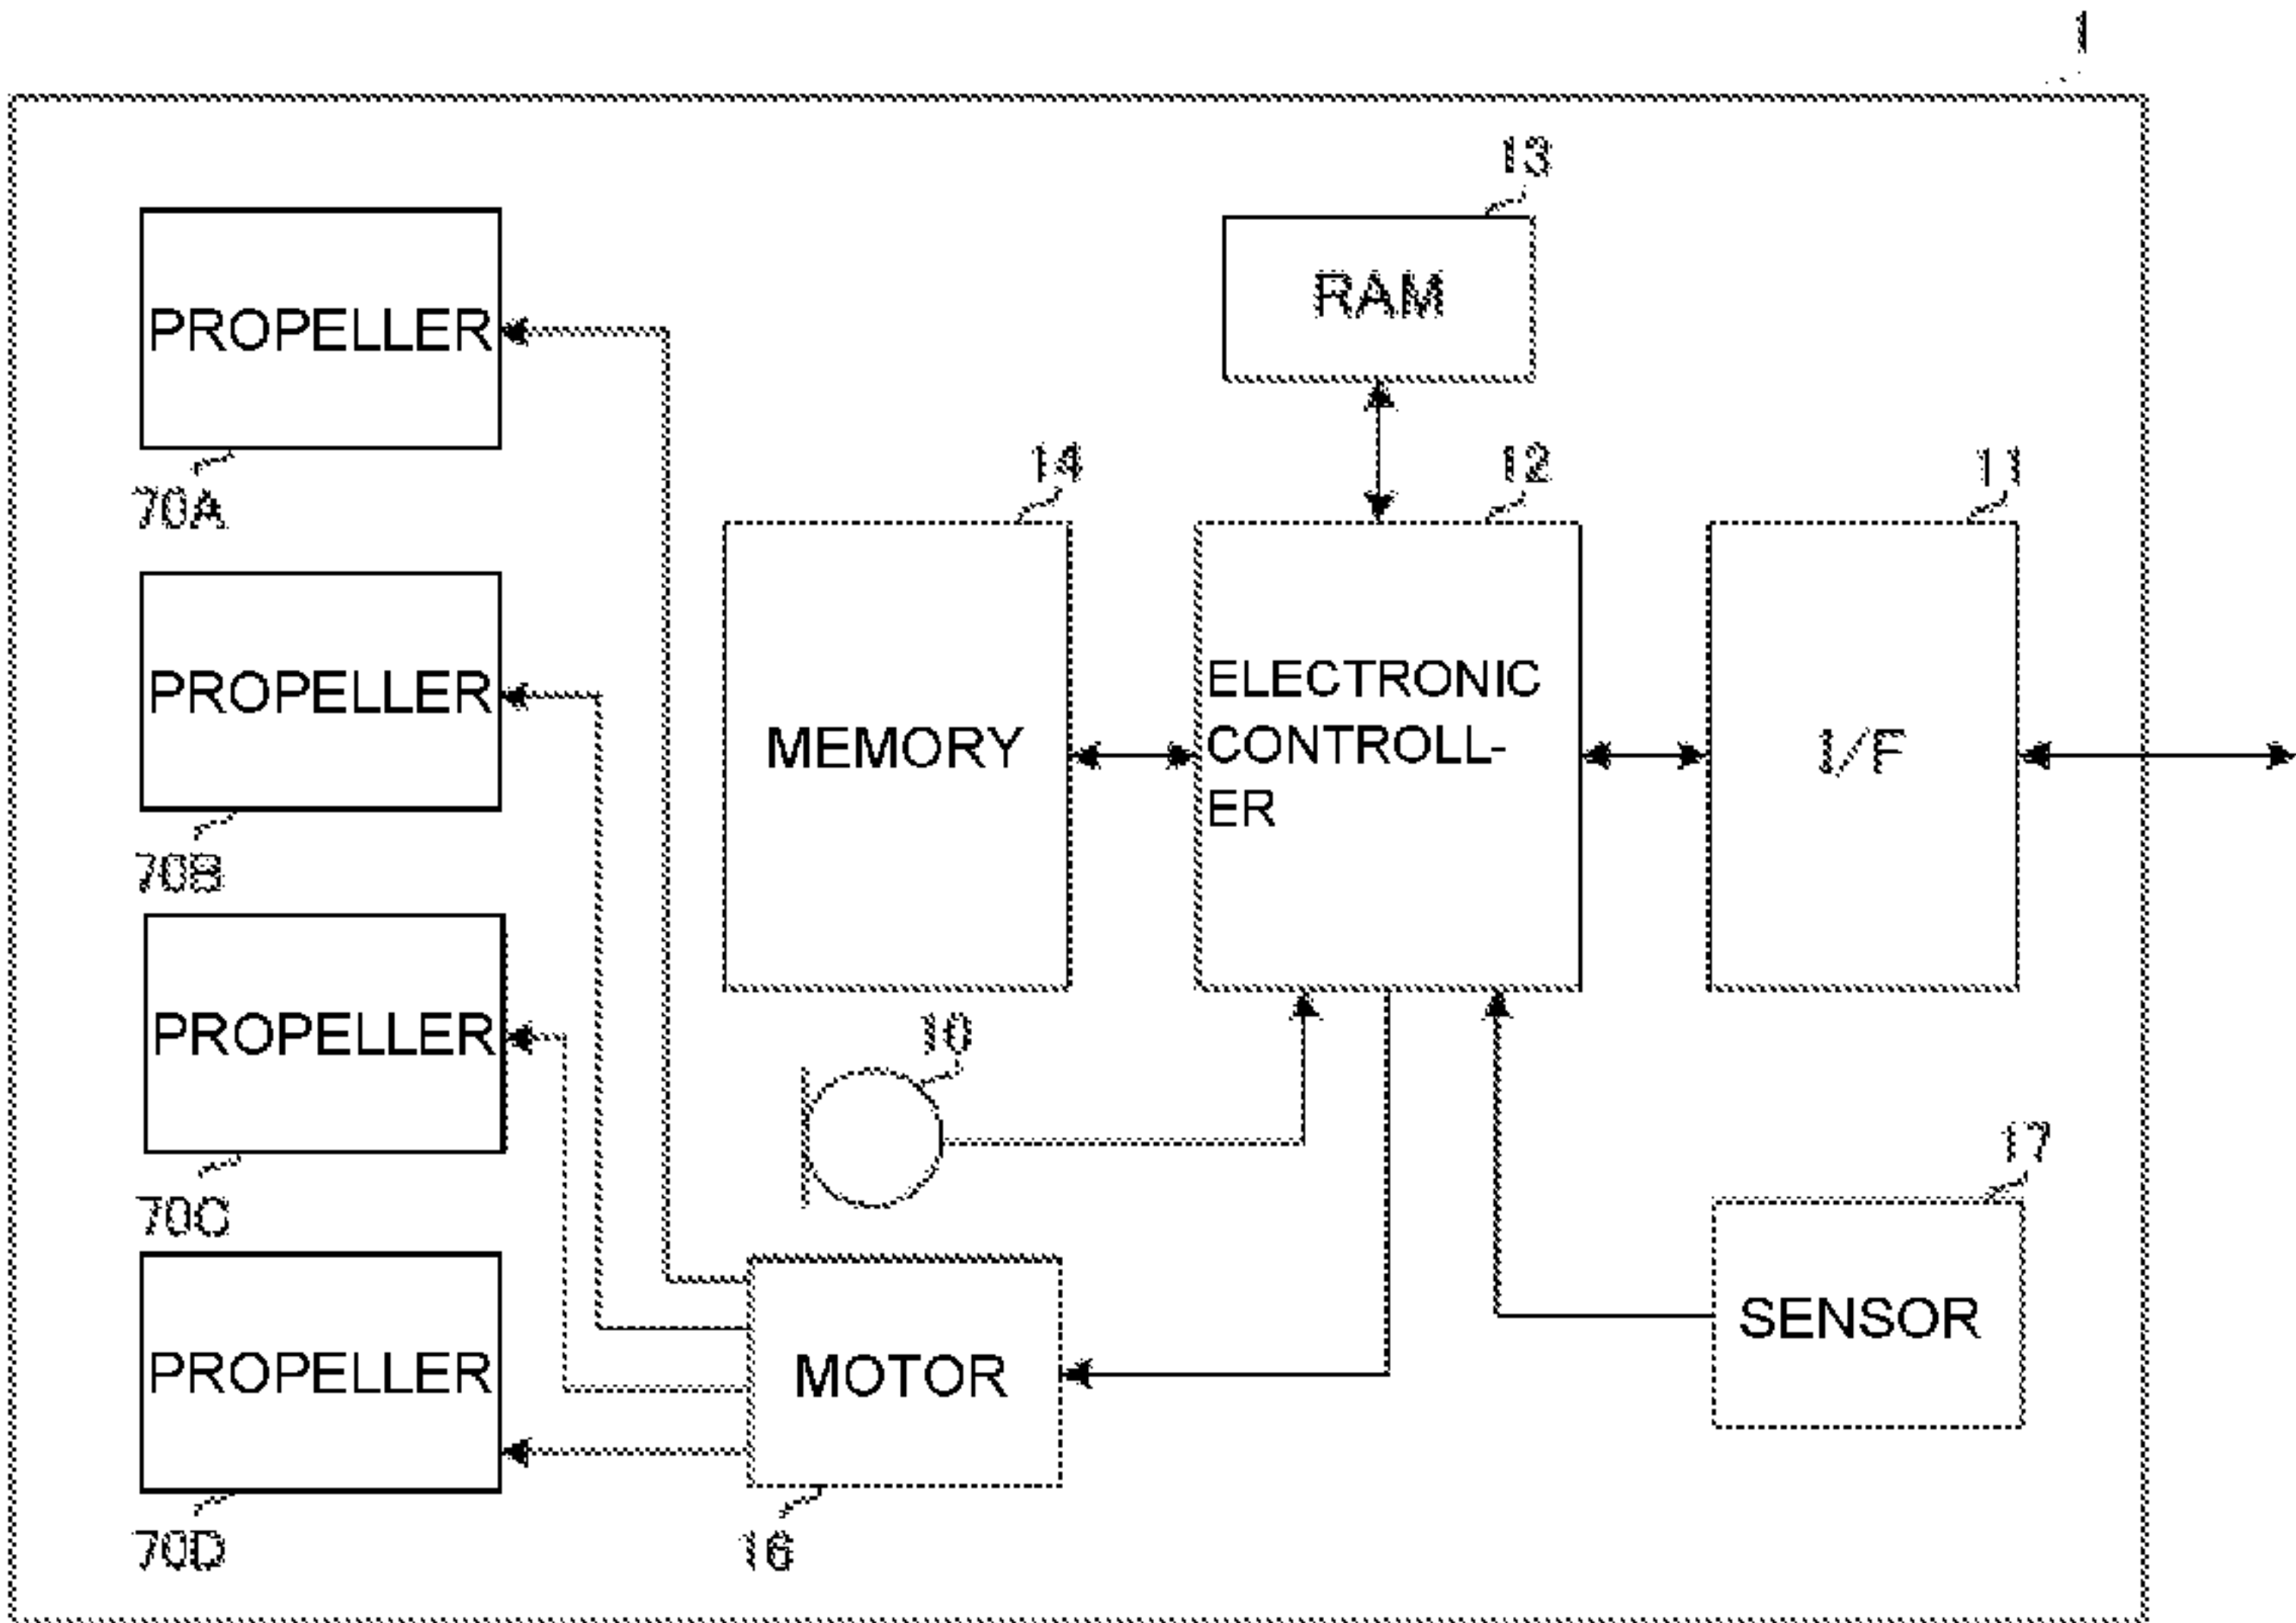 1
13
RAM
PROPELLER
70A
14
12
11
PROPELLER
70B
MEMORY
ELECTRONIC
CONTROLL-
ER
I/F
PROPELLER
70C
10
17
SENSOR
PROPELLER
70D
MOTOR
16